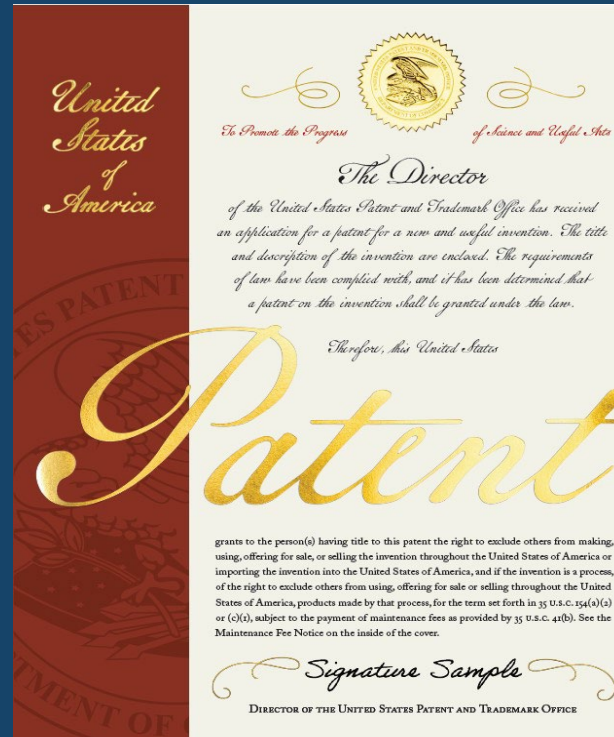 United
States
of
America
To Promote the Progress
of Science and Useful Arts
The Director
of the United States Patent and Trademark Office has received
an application for a patent for a new and useful invention. The title
and description of the invention are enclosed. The requirements
of law have been complied with, and it has been determined that
a patent on the invention shall be granted under the law.
Therefore, this United States
Patent
grants to the person(s) having title to this patent the right to exclude others from making,
using, offering for sale, or selling the invention throughout the United States of America or
importing the invention into the United States of America, and if the invention is a process,
of the right to exclude others from using, offering for sale or selling throughout the United
States of America, products made by that process, for the term set forth in 35 U.S.C. 154(a)(2)
or (c)(1), subject to the payment of maintenance fees as provided by 35 U.S.C. 41(b). See the
Maintenance Fee Notice on the inside of the cover.
Signature Sample
DIRECTOR OF THE UNITED STATES PATENT AND TRADEMARK OFFICE
ES PATENT
TMENT OF